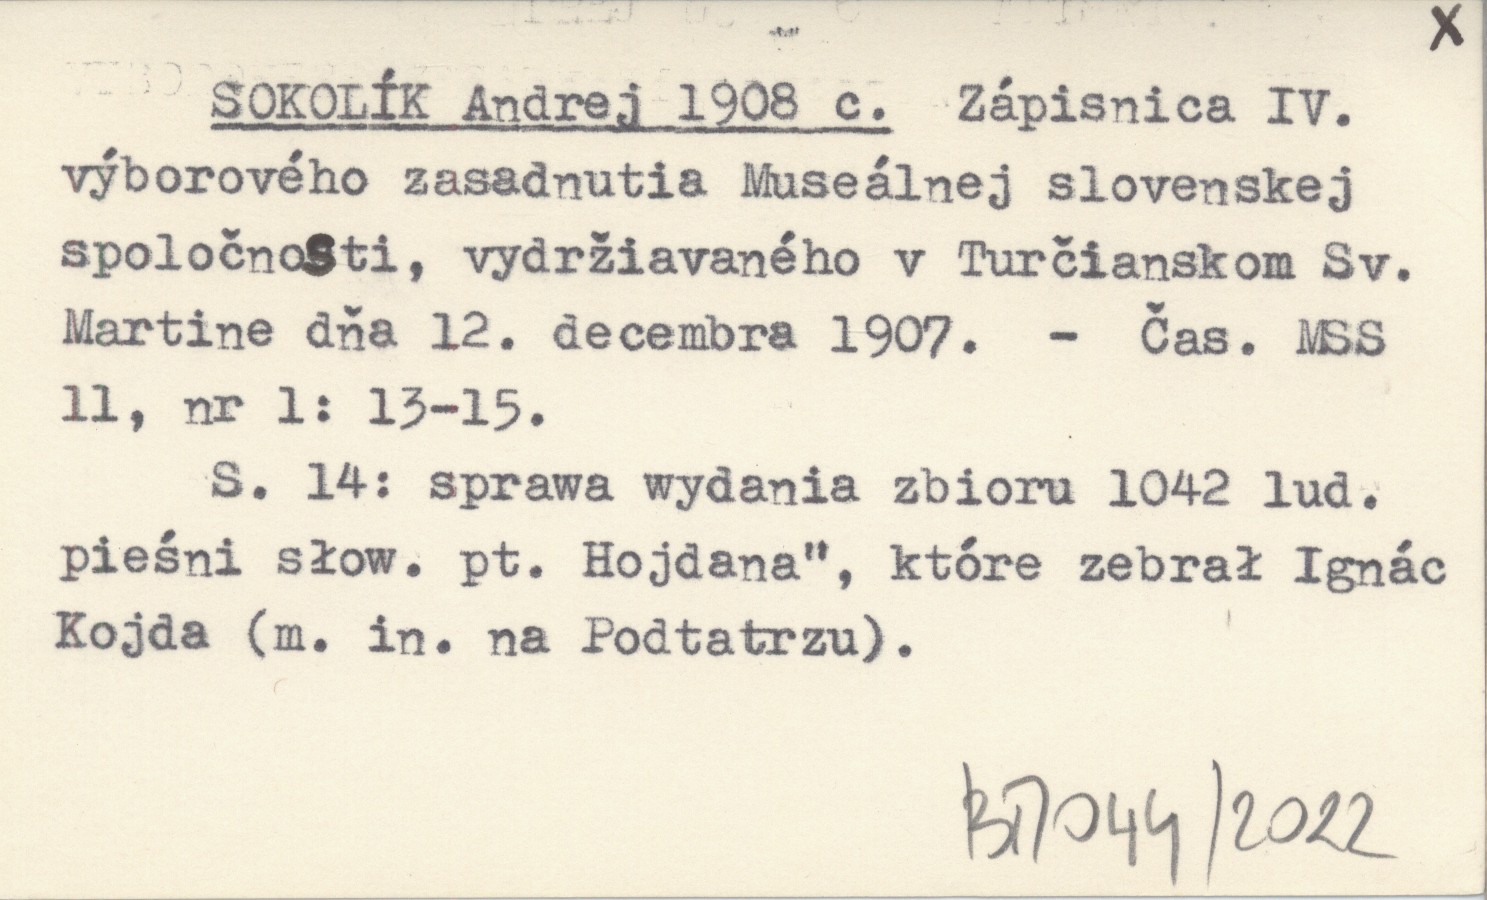 X
SOKOLÍK Andrej 1908 c. Zápisnica IV.
výborového zasadnutia Museálnej slovenskej
spoločnosti, vydržiavaného v Turčianskom Sv.
Martine dňa 12. decembra 1907. - Čas. MSS
11, nr 1: 13-15.
S. 14: sprawa wydania zbioru 1042 lud.
pieśni słow. pt. Hojdana", które zebrał Ignác
Kojda (m. in. na Podtatrzu).
/2022